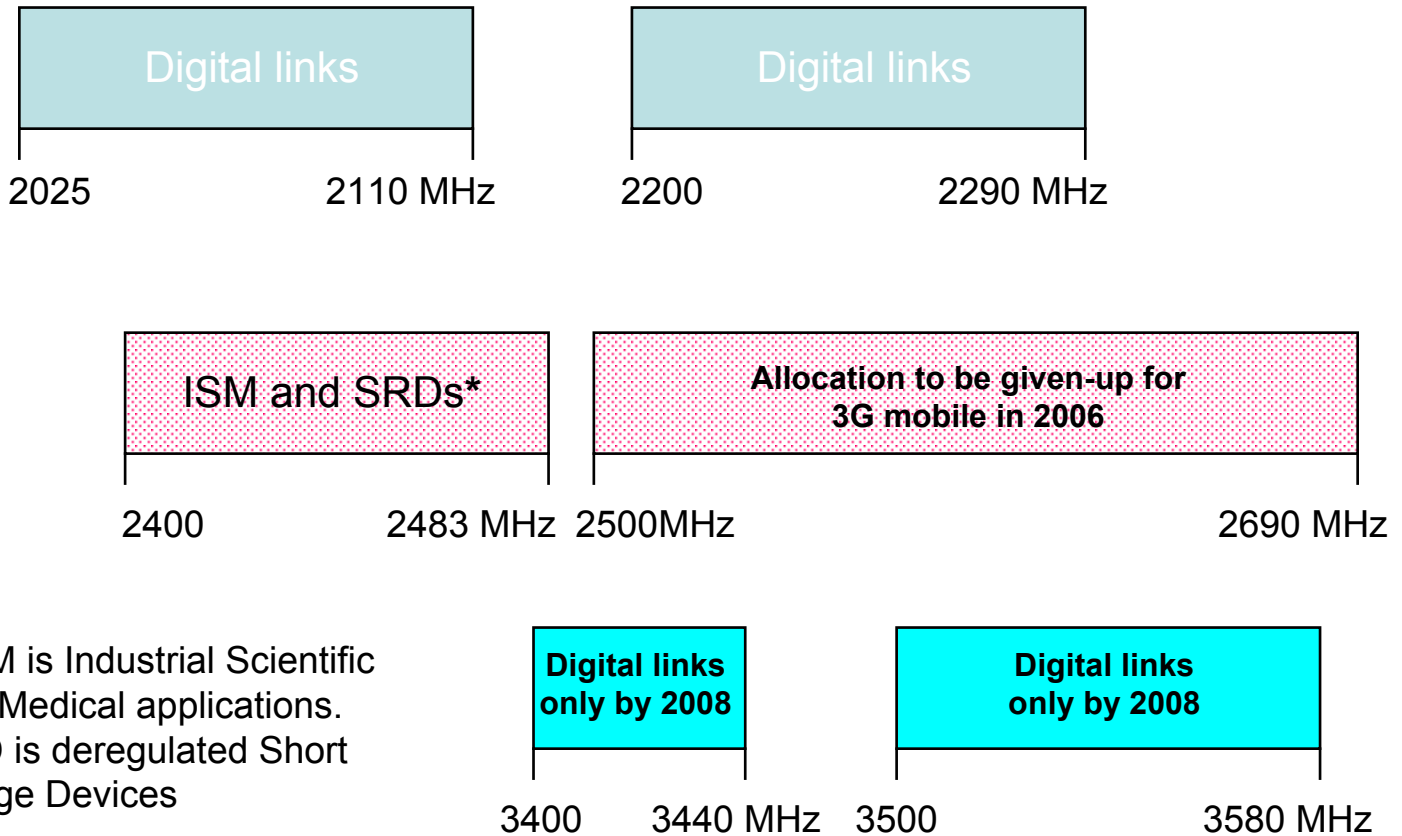 Digital links
Digital links
2025
2110 MHz
2200
2290 MHz
ISM and SRDs*
Allocation to be given-up for
3G mobile in 2006
2400
2483 MHz
2500MHz
2690 MHz
is Industrial Scientific
Medical applications.
is deregulated Short
Devices
Digital links
only by 2008
Digital links
only by 2008
3400
3440 MHz
3500
3580 MHz